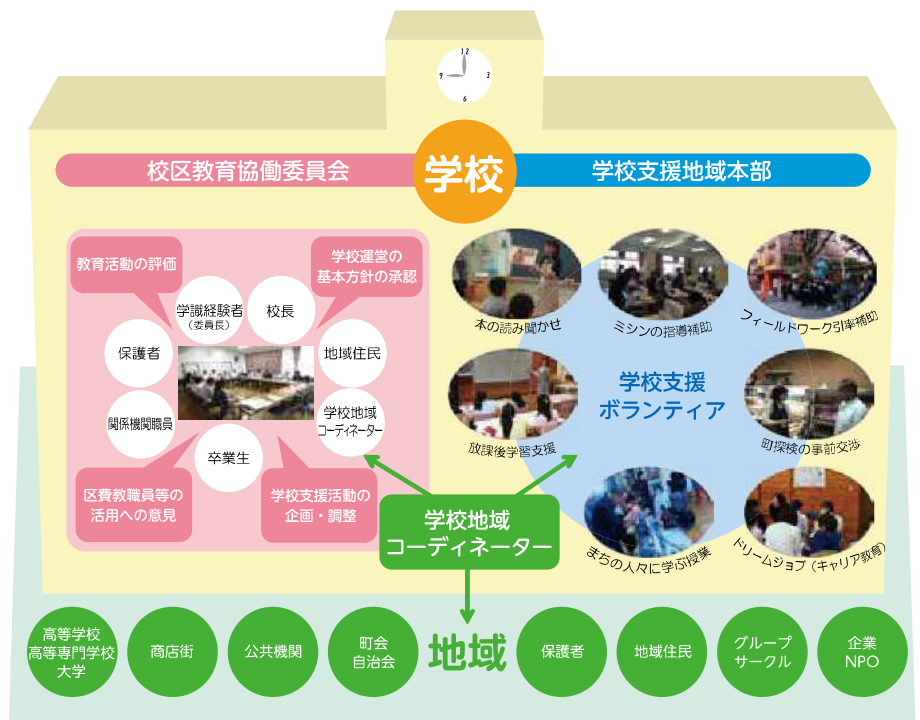 12
9
3
6
学校
校区教育協働委員会
学校支援地域本部
教育活動の評価
学校運営の
基本方針の承認
学識経験者
(委員長)
校長
保護者
地域住民
関係機関職員
学校地域
コーディネーター
卒業生
区費教職員等の
活用への意見
学校支援活動の
企画・調整
本の読み聞かせ
ミシンの指導補助
フィールドワーク引率補助
学校支援
ボランティア
放課後学習支援
町探検の事前交渉
まちの人々に学ぶ授業
ドリームジョブ(キャリア教育)
学校地域
コーディネーター
高等学校
高等専門学校
大学
商店街
公共機関
町会
自治会
地域
保護者
地域住民
グループ
サークル
企業
NPO